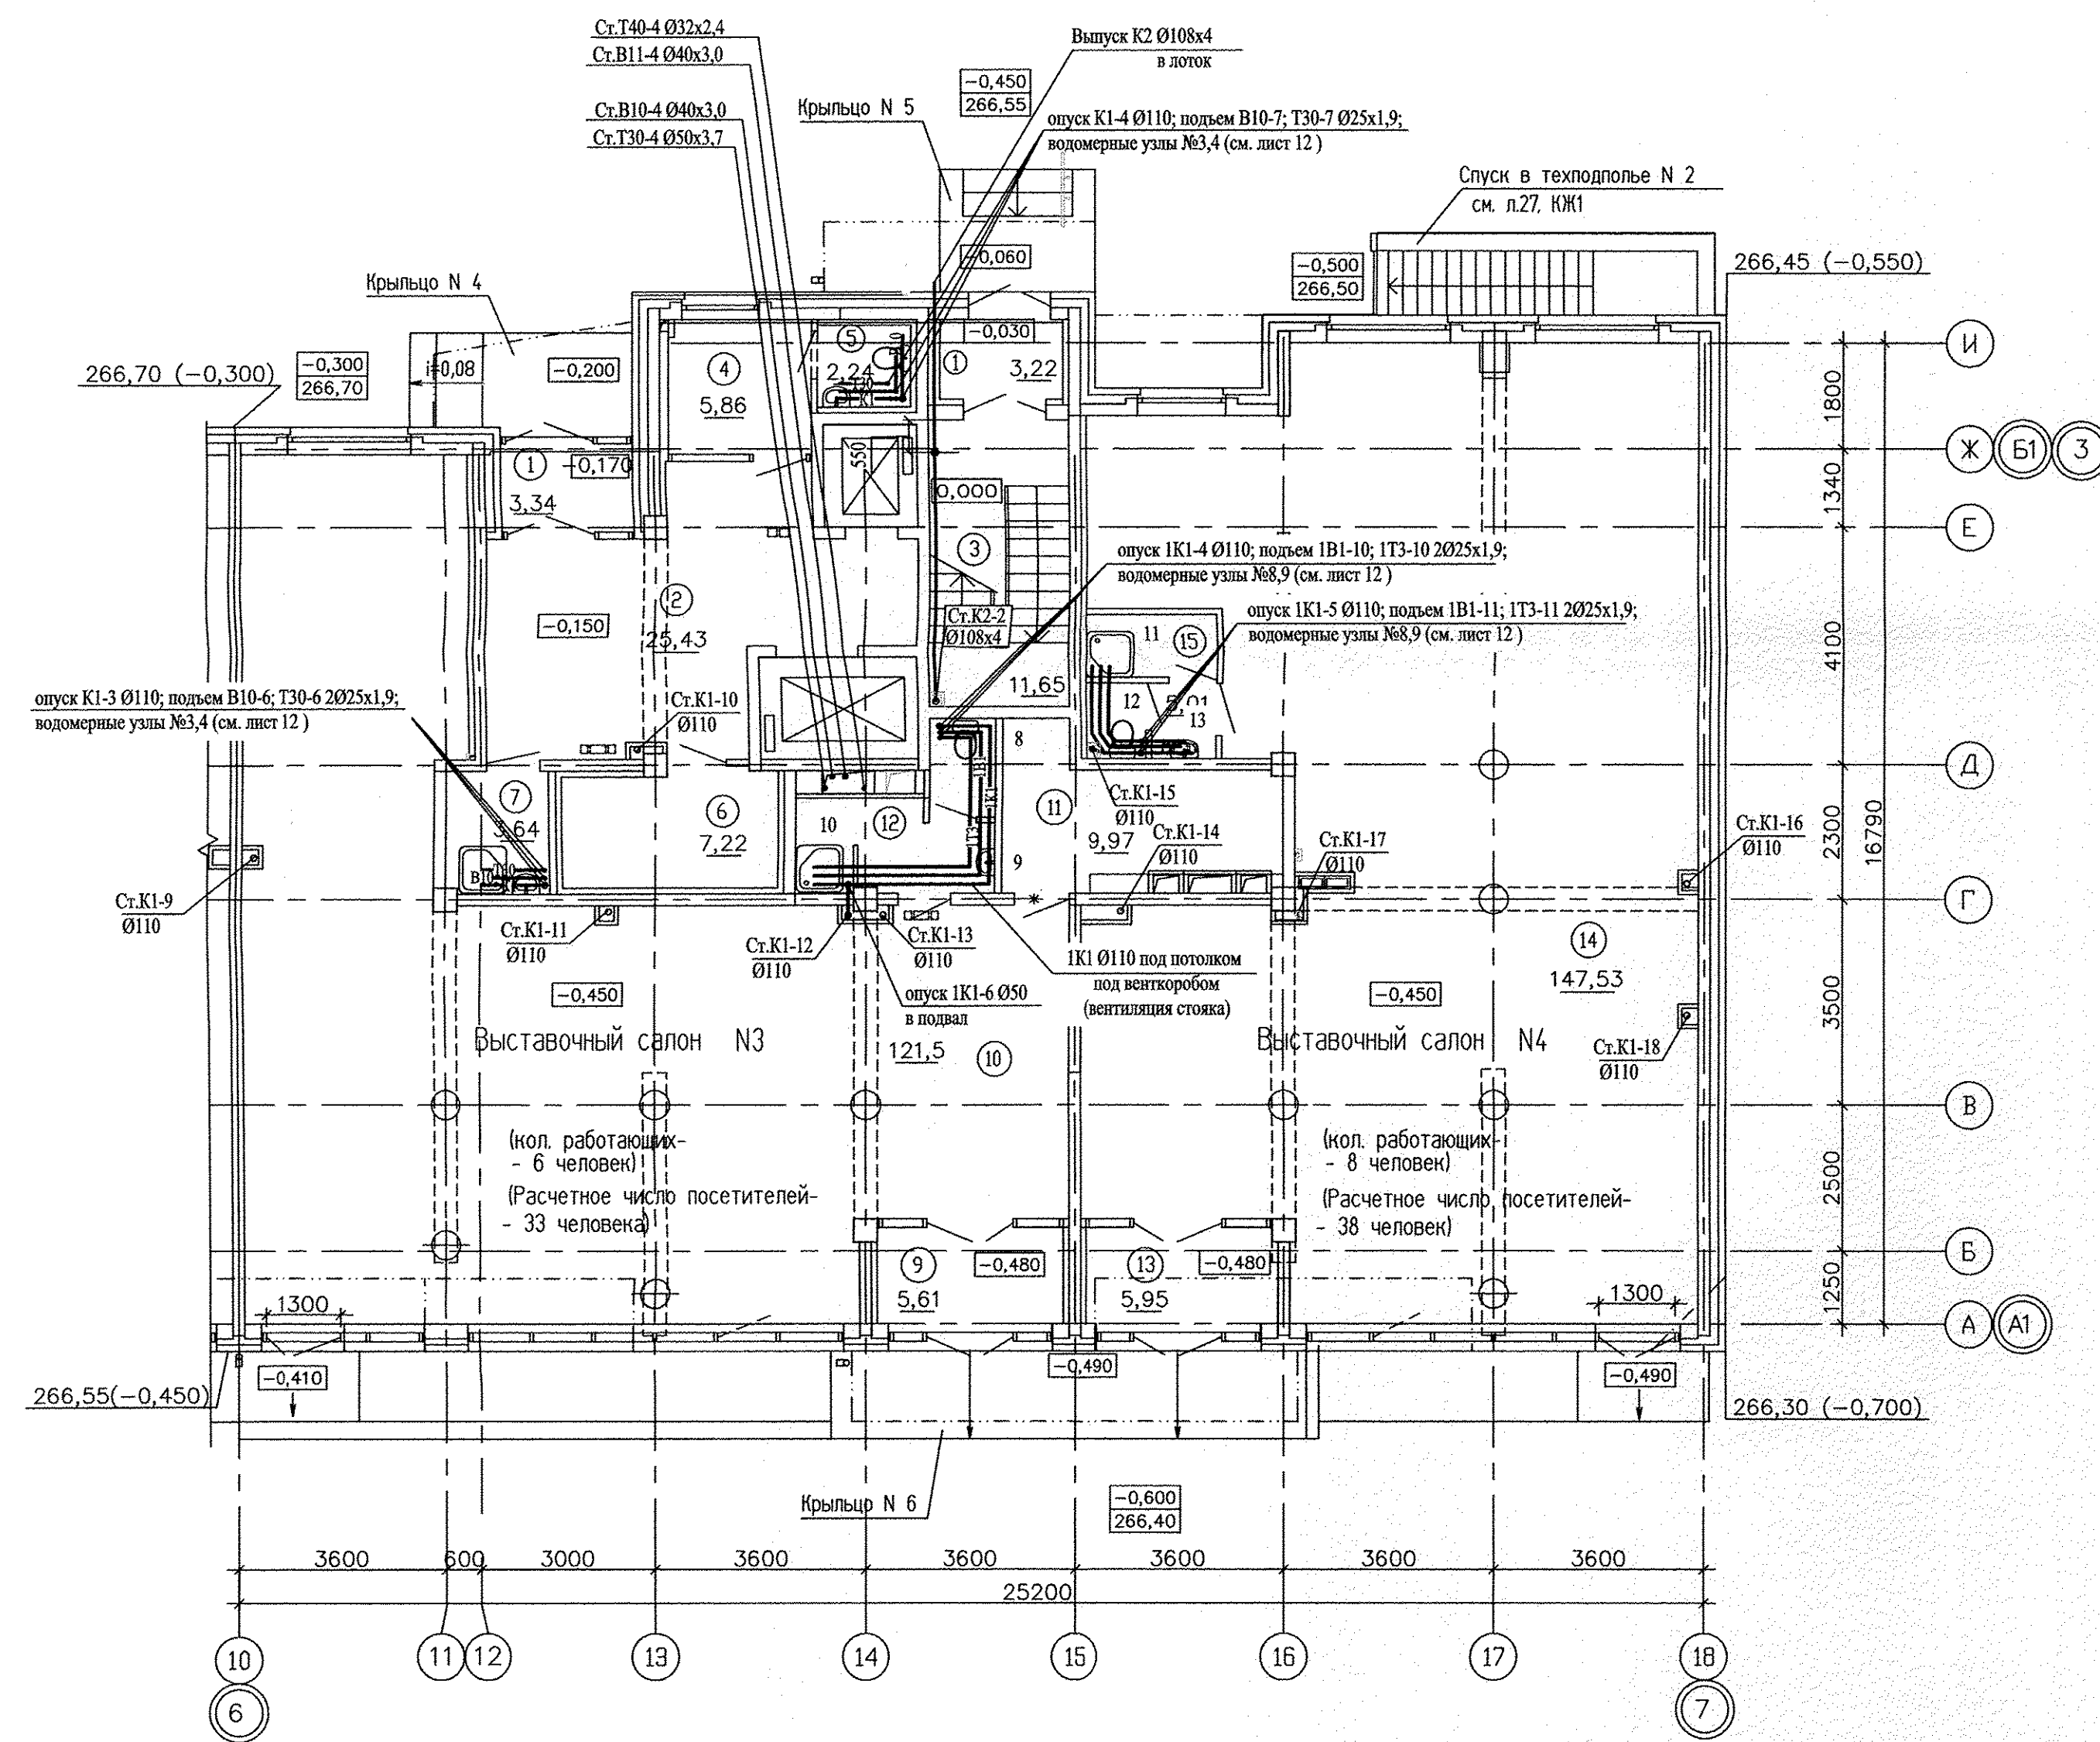 Ст.Т40-4 Ø32х2,4
Ст.В11-4 Ø40х3,0
Ст.В10-4 Ø40х3,0
Ст.Т30-4 Ø50х3,7
Выпуск К2 Ø108х4
в лоток
-0,450
266,55
Крыльцо N 5
опуск К1-4 Ø110; подъем В10-7; Т30-7 Ø25х1,9;
водомерные узлы №3,4 (см. лист 12 )
Спуск в техподполье N 2
см. л.27, КЖ1
-0,060
-0,500
266,50
266,45 (-0,550)
Крыльцо N 4
-0,030
266,70 (-0,300)
-0,300
266,70
i=0,08
-0,200
4
5,86
5
2,24
Т30
К1
1
3,22
И
1800
Ж
Б1
3
1
-0,170
3,34
550
0,000
1340
Е
3
опуск 1К1-4 Ø110; подъем 1В1-10; 1Т3-10 2Ø25х1,9;
водомерные узлы №8,9 (см. лист 12 )
2
-0,150
25,43
Ст.К2-2
Ø108х4
опуск 1К1-5 Ø110; подъем 1В1-11; 1Т3-11 2Ø25х1,9;
водомерные узлы №8,9 (см. лист 12 )
11
15
4100
опуск К1-3 Ø110; подъем В10-6; Т30-6 2Ø25х1,9;
водомерные узлы №3,4 (см. лист 12 )
Ст.К1-10
Ø110
11,65
12
13
8
1В1
1К1
1Т3
Д
7
3,64
6
7,22
10
12
9
11
9,97
Ст.К1-15
Ø110
Ст.К1-14
Ø110
Ст.К1-17
Ø110
Ст.К1-16
Ø110
2300
16790
В10
Ст.К1-9
Ø110
Г
Ст.К1-11
Ø110
Ст.К1-12
Ø110
Ст.К1-13
Ø110
1К1 Ø110 под потолком
под венткоробом
(вентиляция стояка)
14
147,53
-0,450
опуск 1К1-6 Ø50
в подвал
-0,450
3500
Выставочный салон N3
121,5
10
Выставочный салон N4
Ст.К1-18
Ø110
В
(кол. работающих-
- 6 человек)
(Расчетное число посетителей-
- 33 человека)
(кол. работающих-
- 8 человек)
(Расчетное число посетителей-
- 38 человек)
2500
Б
9
-0,480
5,61
13
-0,480
5,95
1300
1300
1250
А
А1
-0,410
-0,490
-0,490
266,55(-0,450)
266,30 (-0,700)
Крыльцо N 6
-0,600
266,40
3600 600 3000 3600 3600 3600 3600 3600
25200
10 11 12 13 14 15 16 17 18
6 7